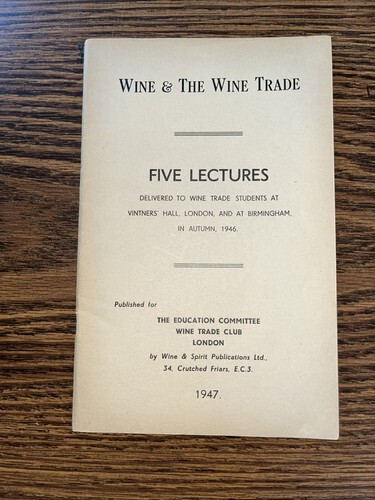 WINE & THE WINE TRADE
FIVE LECTURES
DELIVERED TO WINE TRADE STUDENTS AT
VINTNERS' HALL, LONDON, AND AT BIRMINGHAM,
IN AUTUMN, 1946.
Published for
THE EDUCATION COMMITTEE
WINE TRADE CLUB
LONDON
by Wine & Spirit Publications Ltd.,
34, Crutched Friars, E.C.3.
1947.